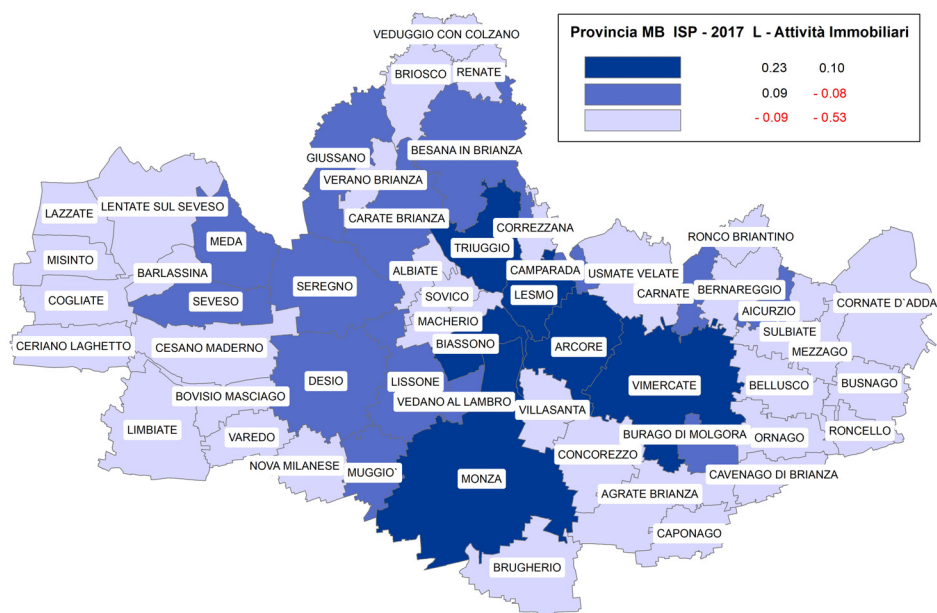 Provincia MB ISP - 2017 L - Attività Immobiliari
0.23 0.10
0.09 - 0.08
- 0.09 - 0.53
VEDUGGIO CON COLZANO
BRIOSCO
RENATE
GIUSSANO
BESANA IN BRIANZA
VERANO BRIANZA
CARATE BRIANZA
LAZZATE
LENTATE SUL SEVESO
MEDA
CORREZZANA
TRIUGGIO
RONCO BRIANTINO
MISINTO
BARLASSINA
ALBIATE
CAMPARADA
USMATE VELATE
COGLIATE
SEVESO
SEREGNO
SOVICO
LESMO
CARNATE
BERNAREGGIO
CORNATE D`ADDA
AICURZIO
MACHERIO
SULBIATE
CERIANO LAGHETTO
CESANO MADERNO
BIASSONO
ARCORE
MEZZAGO
DESIO
LISSONE
VIMERCATE
BELLUSCO
BUSNAGO
BOVISIO MASCIAGO
VEDANO AL LAMBRO
VILLASANTA
LIMBIATE
VAREDO
BURAGO DI MOLGORA
ORNAGO
RONCELLO
NOVA MILANESE
MUGGIO`
MONZA
CONCOREZZO
CAVENAGO DI BRIANZA
AGRATE BRIANZA
CAPONAGO
BRUGHERIO